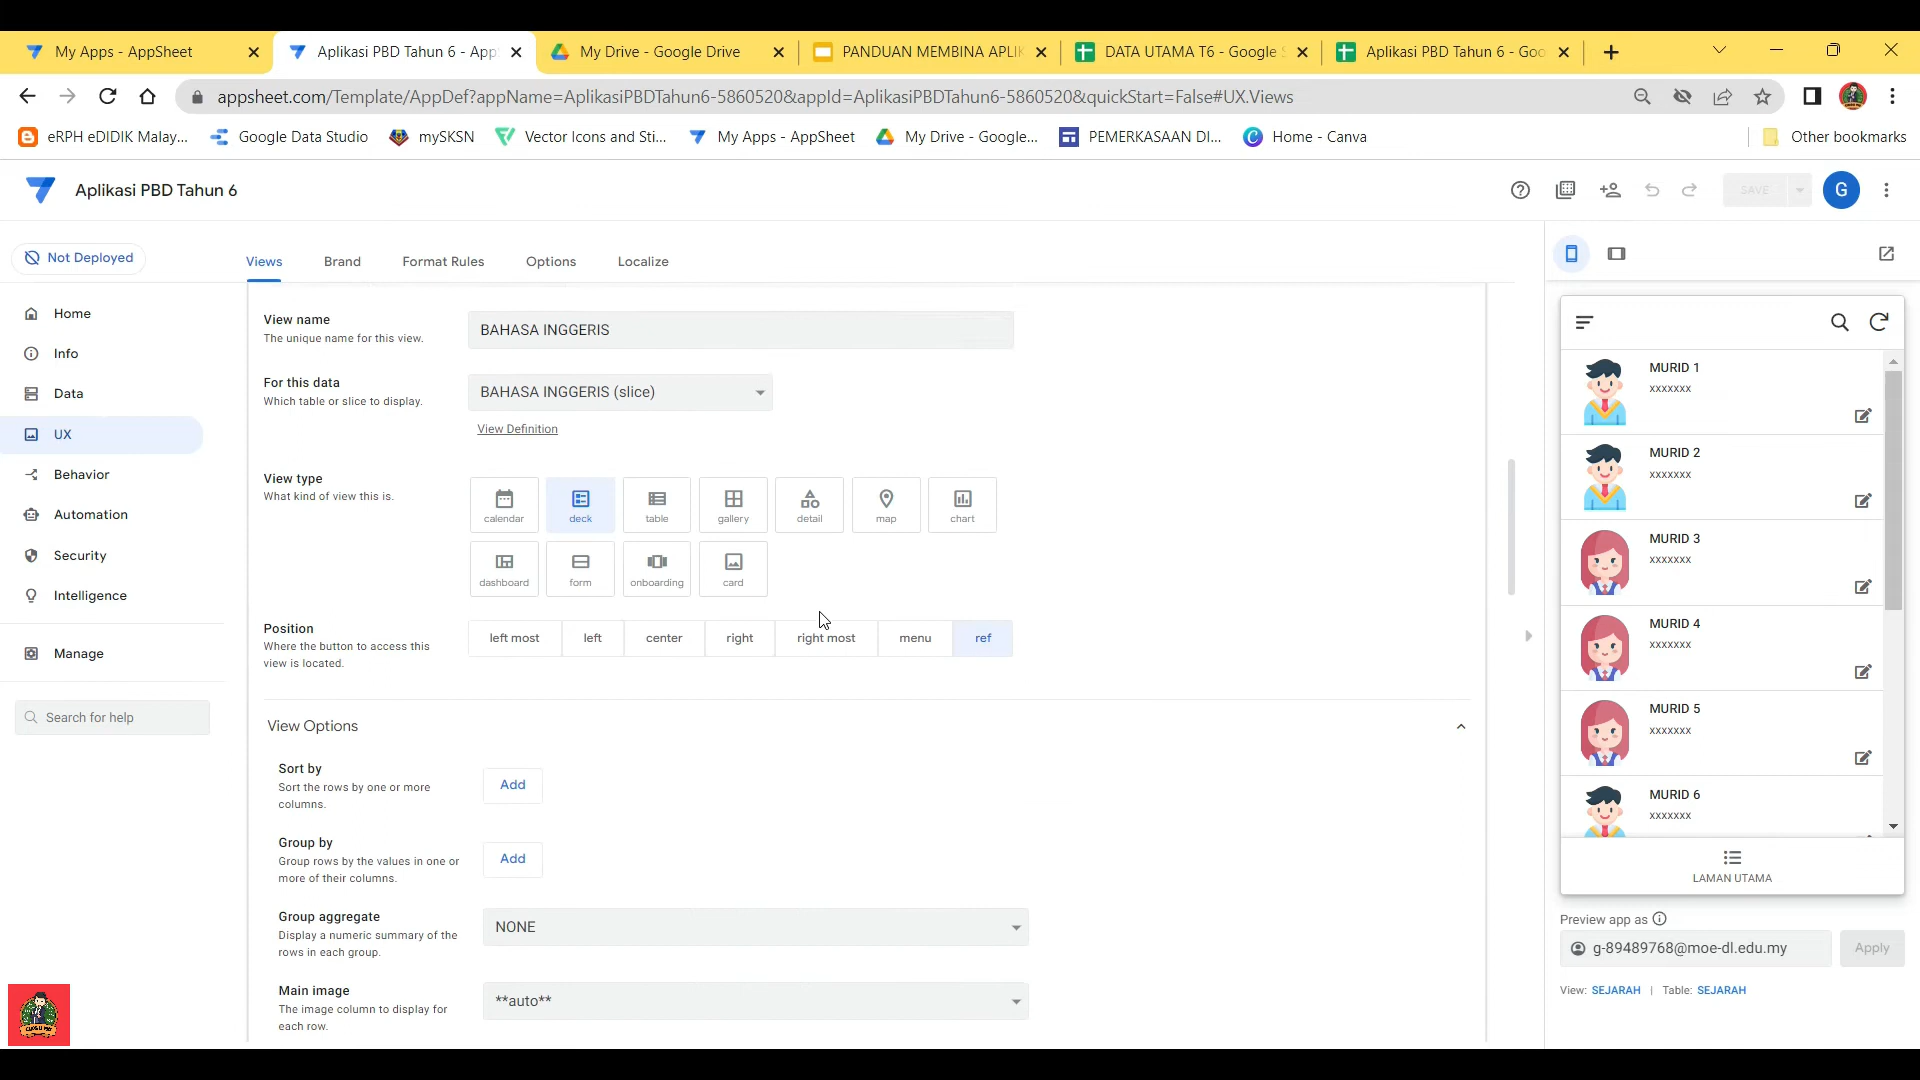 My Apps - AppSheet
Aplikasi PBD Tahun 6 - App
My Drive - Google Drive
PANDUAN MEMBINA APLIK
DATA UTAMA T6 - Google S
Aplikasi PBD Tahun 6 - Goo
appsheet.com/Template/AppDef?appName=AplikasiPBDTahun6-5860520&appId=AplikasiPBDTahun6-5860520&quickStart=False#UX.Views
eRPH eDIDIK Malay...
Google Data Studio
mySKSN
Vector Icons and Sti...
My Apps - AppSheet
My Drive - Google...
PEMERKASAAN DI...
Home - Canva
Other bookmarks
Aplikasi PBD Tahun 6
SAVE
G
Not Deployed
Views
Brand
Format Rules
Options
Localize
Home
Info
Data
UX
Behavior
Automation
Security
Intelligence
Manage
Search for help
View name
The unique name for this view.
BAHASA INGGERIS
For this data
Which table or slice to display.
BAHASA INGGERIS (slice)
View Definition
View type
What kind of view this is.
calendar
deck
table
gallery
detail
map
chart
dashboard
form
onboarding
card
Position
Where the button to access this
view is located.
left most
left
center
right
right most
menu
ref
View Options
Sort by
Sort the rows by one or more
columns.
Add
Group by
Group rows by the values in one or
more of their columns.
Add
Group aggregate
Display a numeric summary of the
rows in each group.
NONE
Main image
The image column to display for
each row.
**auto**
MURID 1
xxxxxxx
MURID 2
xxxxxxx
MURID 3
xxxxxxx
MURID 4
xxxxxxx
MURID 5
xxxxxxx
MURID 6
xxxxxxx
LAMAN UTAMA
Preview app as
g-89489768@moe-dl.edu.my
Apply
View: SEJARAH | Table: SEJARAH